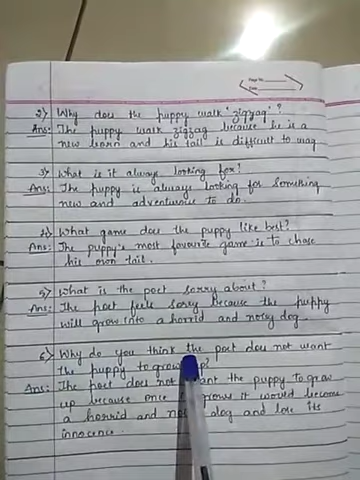 Page No.
Date
2) Why does the puppy walk 'zigzag'?
Ans: The puppy walk zigzag because he is a
new born and his tail is difficult to wag
3) What is it always looking for?
Ans: The puppy is always looking for something
new and adventurous to do.
4) What game does the puppy like best?
Ans: The puppy's most favourite game is to chase
his own tail.
5) What is the poet sorry about?
Ans: The poet feels sorry because the puppy
will grow into a horrid and noisy dog.
6) Why do you think the poet does not want
the puppy to grow up?
Ans: The poet does not want the puppy to grow
up because once grows it would become
a horrid and dog and lose its
innocence.